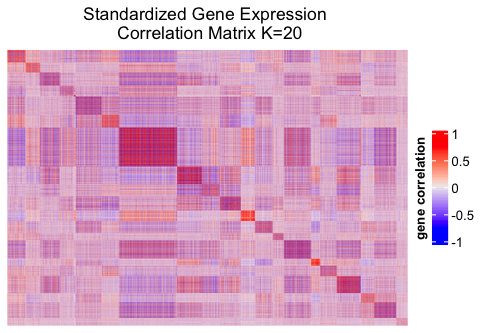 Standardized Gene Expression
Correlation Matrix K=20
gene correlation
1
0.5
0
-0.5
-1